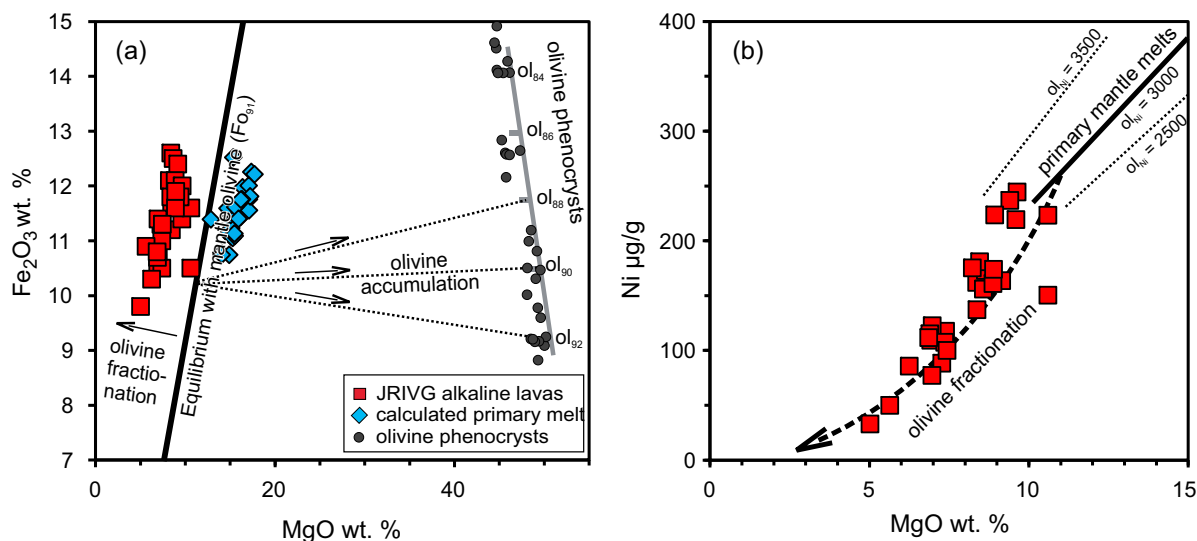 (a)
15
14
13
12
11
10
9
8
7
Fe₂O₃ wt. %
0
20
40
MgO wt. %
Equilibrium with mantle olivine (Fo₉₁)
olivine phenocrysts
ol₈₄
ol₈₆
ol₈₈
ol₉₀
ol₉₂
olivine
accumulation
olivine
fractio-
nation
JRIVG alkaline lavas
calculated primary melt
olivine phenocrysts
(b)
400
300
200
100
0
Ni µg/g
0
5
10
15
MgO wt. %
ol_Ni = 3500
primary mantle melts
ol_Ni = 3000
ol_Ni = 2500
olivine fractionation